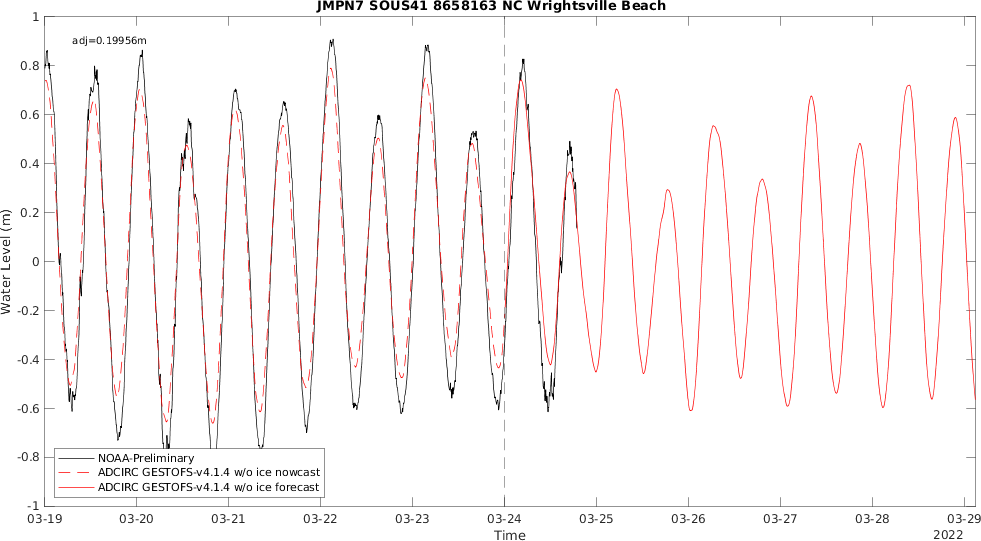 JMPN7 SOUS41 8658163 NC Wrightsville Beach
adj=0.19956m
1
0.8
0.6
0.4
0.2
0
-0.2
-0.4
-0.6
-0.8
-1
Water Level (m)
NOAA-Preliminary
ADCIRC GESTOFS-v4.1.4 w/o ice nowcast
ADCIRC GESTOFS-v4.1.4 w/o ice forecast
03-19 03-20 03-21 03-22 03-23 03-24 03-25 03-26 03-27 03-28 03-29
Time
2022